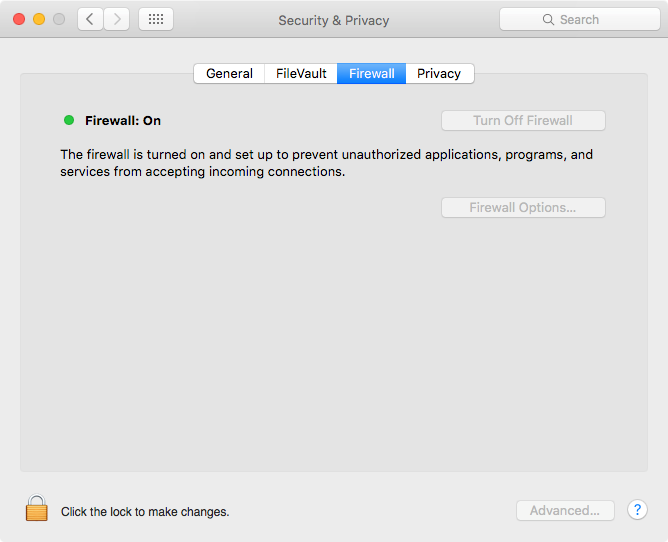 Security & Privacy
Search
General FileVault Firewall Privacy
Firewall: On
Turn Off Firewall
The firewall is turned on and set up to prevent unauthorized applications, programs, and
services from accepting incoming connections.
Firewall Options...
Click the lock to make changes.
Advanced...
?